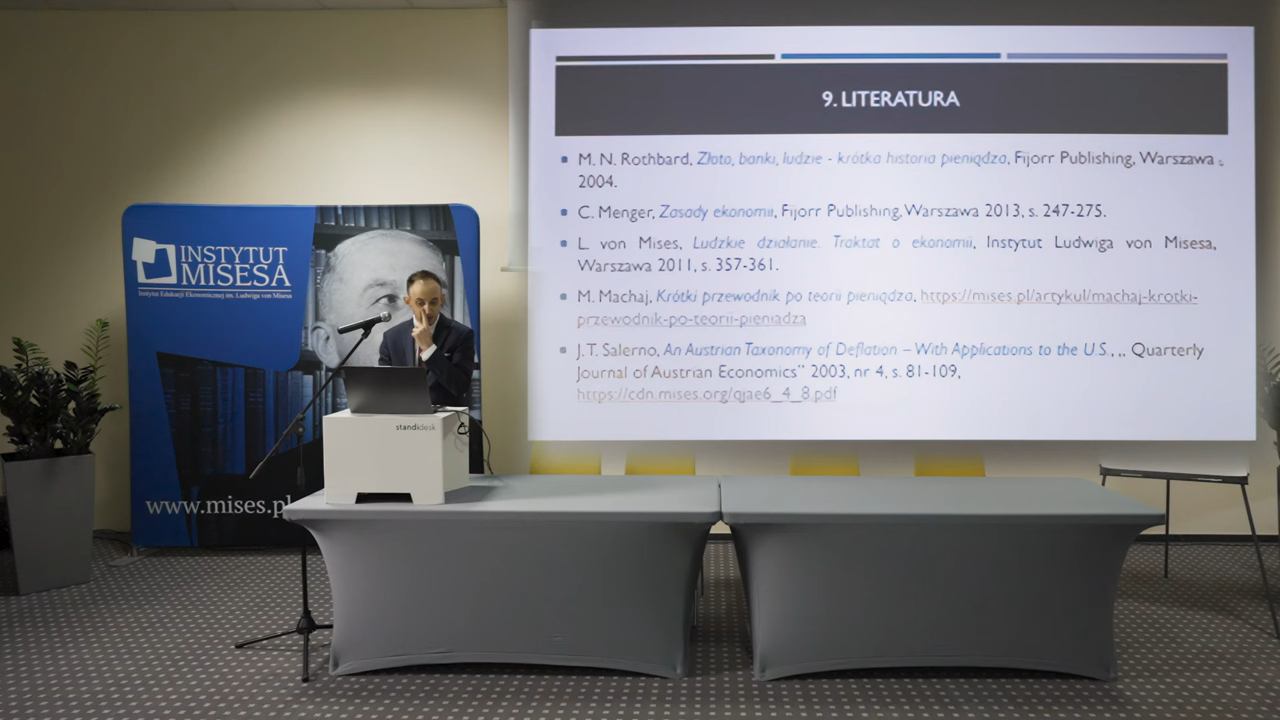 9. LITERATURA
M. N. Rothbard, Złoto, banki, ludzie - krótka historia pieniądza, Fijorr Publishing, Warszawa ,
2004.
C. Menger, Zasady ekonomii, Fijorr Publishing, Warszawa 2013, s. 247-275.
L. von Mises, Ludzkie działanie. Traktat o ekonomii, Instytut Ludwiga von Misesa,
Warszawa 2011, s. 357-361.
M. Machaj, Krótki przewodnik po teorii pieniądza, https://mises.pl/artykul/machaj-krotki-
przewodnik-po-teorii-pieniadza
J. T. Salerno, An Austrian Taxonomy of Deflation – With Applications to the U.S., „ Quarterly
Journal of Austrian Economics” 2003, nr 4, s. 81-109,
https://cdn.mises.org/qjae6_4_8.pdf
INSTYTUT
MISESA
Instytut Edukacji Ekonomicznej im. Ludwiga von Misesa
standidesk
www.mises.pl